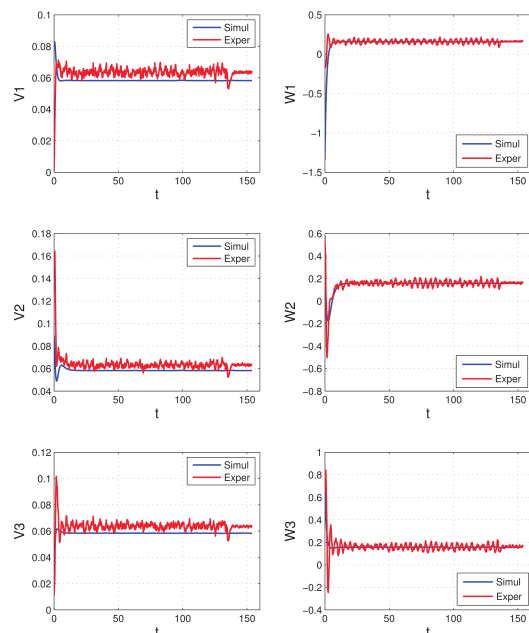 0.1
0.08
0.06
0.04
0.02
0
V1
Simul
Exper
0
50
100
150
t
0.5
0
−0.5
−1
−1.5
W1
Simul
Exper
0
50
100
150
t
0.18
0.16
0.14
0.12
0.1
0.08
0.06
0.04
V2
Simul
Exper
0
50
100
150
t
0.6
0.4
0.2
0
−0.2
−0.4
−0.6
−0.8
W2
Simul
Exper
0
50
100
150
t
0.12
0.1
0.08
0.06
0.04
0.02
0
V3
Simul
Exper
0
50
100
150
t
1
0.8
0.6
0.4
0.2
0
−0.2
−0.4
W3
Simul
Exper
0
50
100
150
t